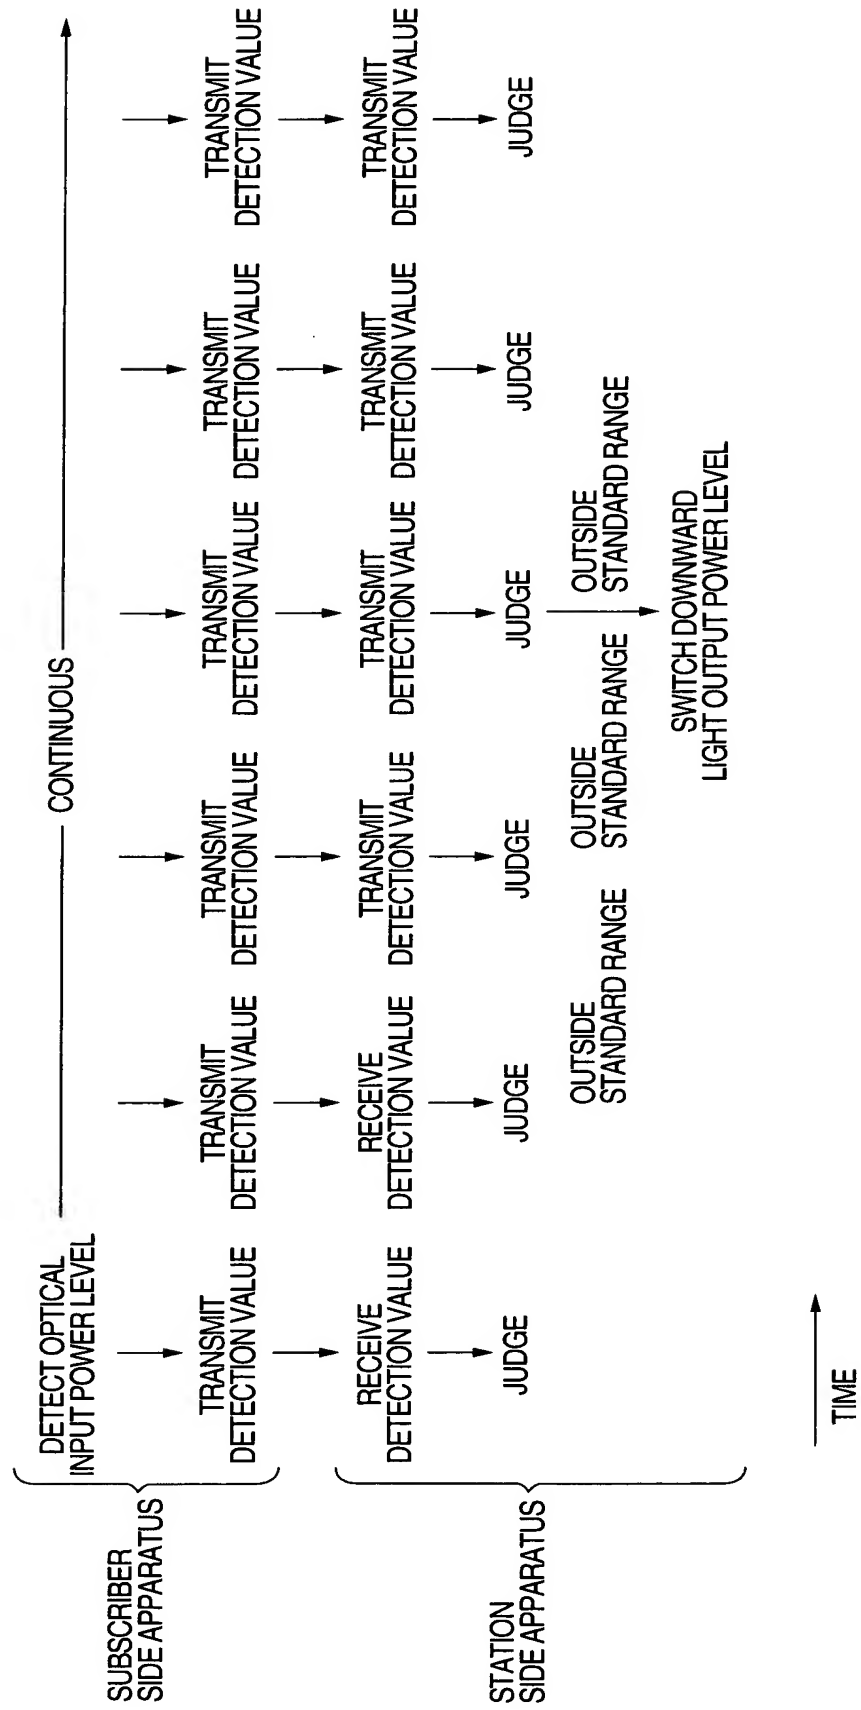 SUBSCRIBER
SIDE APPARATUS
DETECT OPTICAL
INPUT POWER LEVEL
CONTINUOUS
TRANSMIT
DETECTION VALUE
TRANSMIT
DETECTION VALUE
TRANSMIT
DETECTION VALUE
TRANSMIT
DETECTION VALUE
TRANSMIT
DETECTION VALUE
TRANSMIT
DETECTION VALUE
STATION
SIDE APPARATUS
RECEIVE
DETECTION VALUE
RECEIVE
DETECTION VALUE
TRANSMIT
DETECTION VALUE
TRANSMIT
DETECTION VALUE
TRANSMIT
DETECTION VALUE
TRANSMIT
DETECTION VALUE
JUDGE
JUDGE
JUDGE
JUDGE
JUDGE
JUDGE
OUTSIDE
STANDARD RANGE
OUTSIDE
STANDARD RANGE
OUTSIDE
STANDARD RANGE
SWITCH DOWNWARD
LIGHT OUTPUT POWER LEVEL
TIME